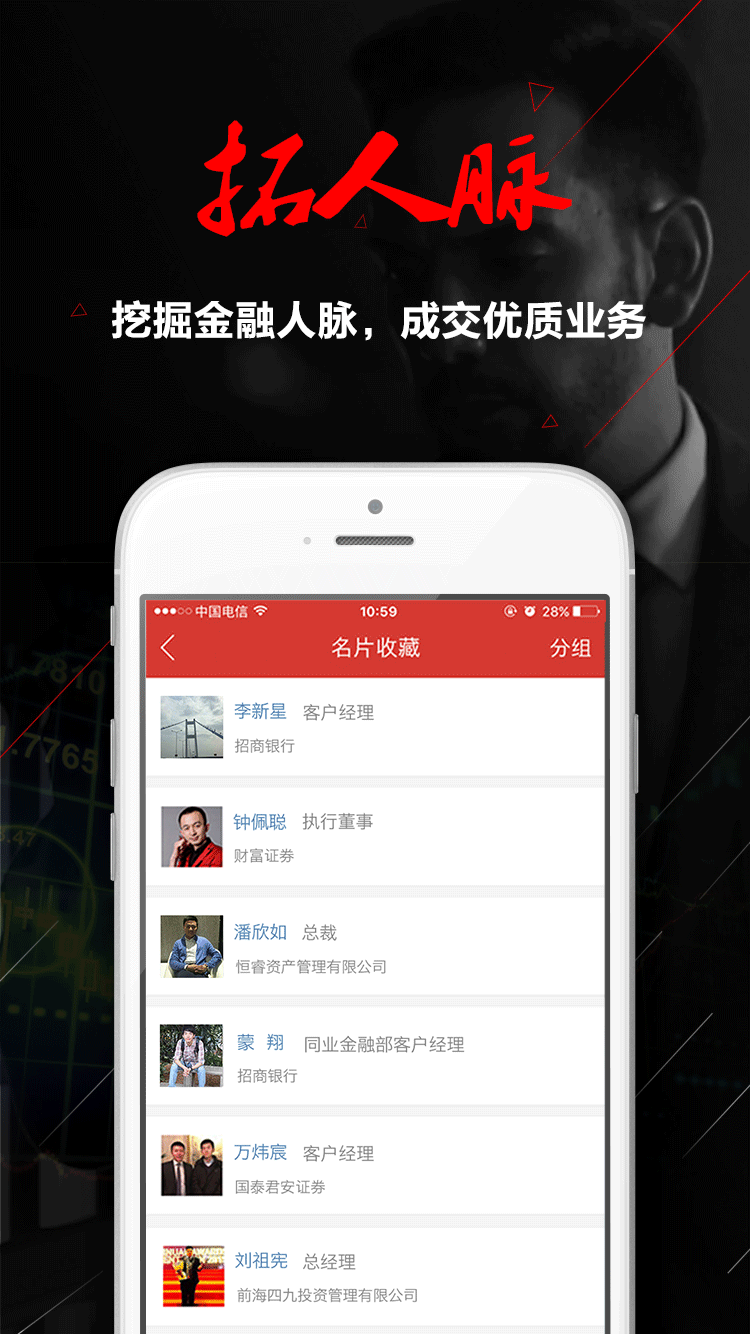 拓人脉
挖掘金融人脉，成交优质业务
中国电信 10:59 28%
名片收藏 分组
李新星 客户经理
招商银行
钟佩聪 执行董事
财富证券
潘欣如 总裁
恒睿资产管理有限公司
蒙 翔 同业金融部客户经理
招商银行
万炜宸 客户经理
国泰君安证券
刘祖宪 总经理
前海四九投资管理有限公司
.7810
1.7765
3.47